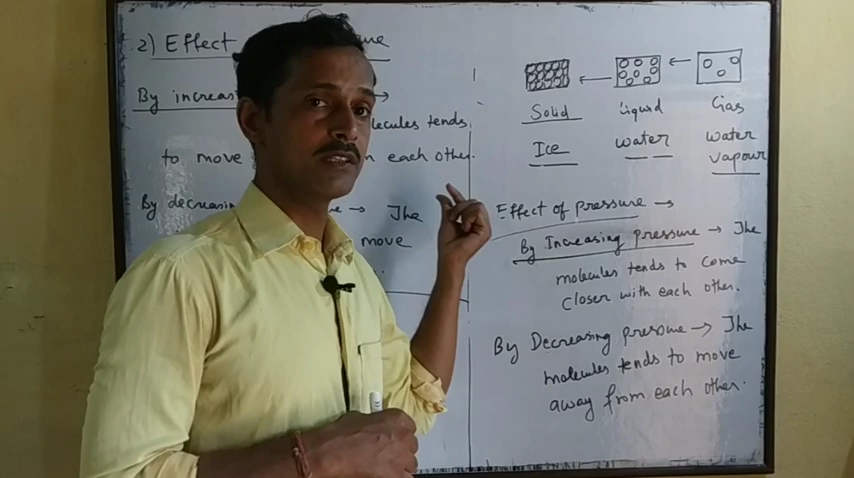 2) Effect
By increas
lecules tends
to move each other.
By decreasin → The
move
Solid Liquid Gas
Ice water water
vapour
Effect of pressure →
By Increasing pressure → The
molecules tends to come
closer with each other.
By Decreasing pressure → The
molecules tends to move
away from each other.